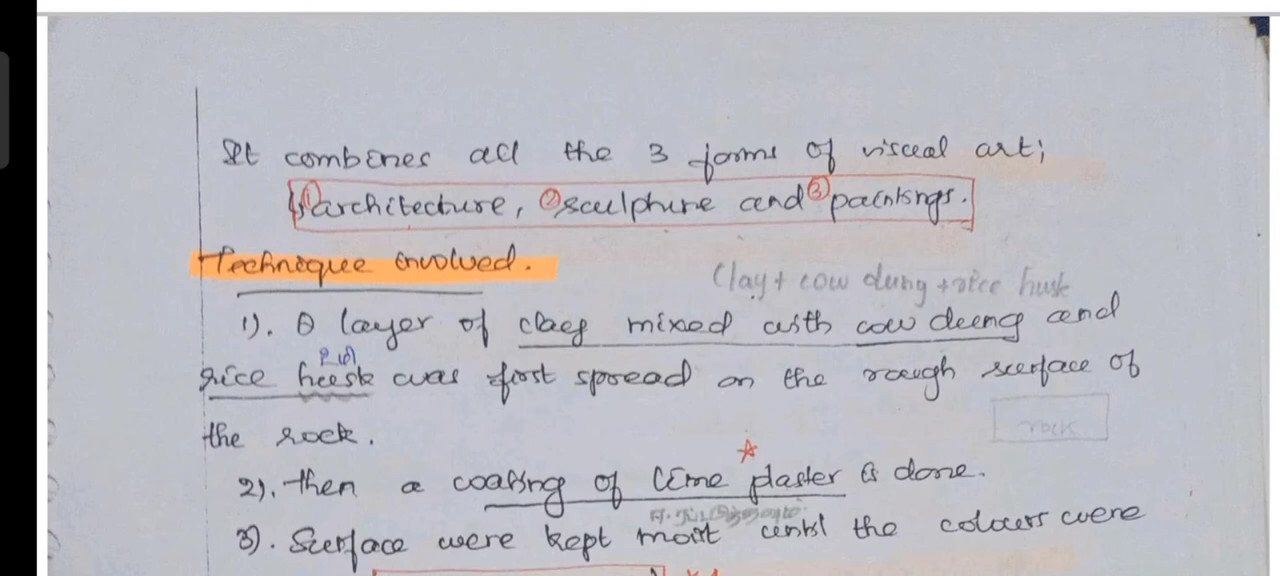 It combines all the 3 forms of visual art;
① architecture, ② sculpture and ③ paintings.
Technique involved.
Clay + cow dung + rice husk
1). A layer of clay mixed with cow dung and
உமி
rice husk was first spread on the rough surface of
rock
the rock.
2). then a coating of lime plaster is done.
3). Surface were kept moist until the colours were